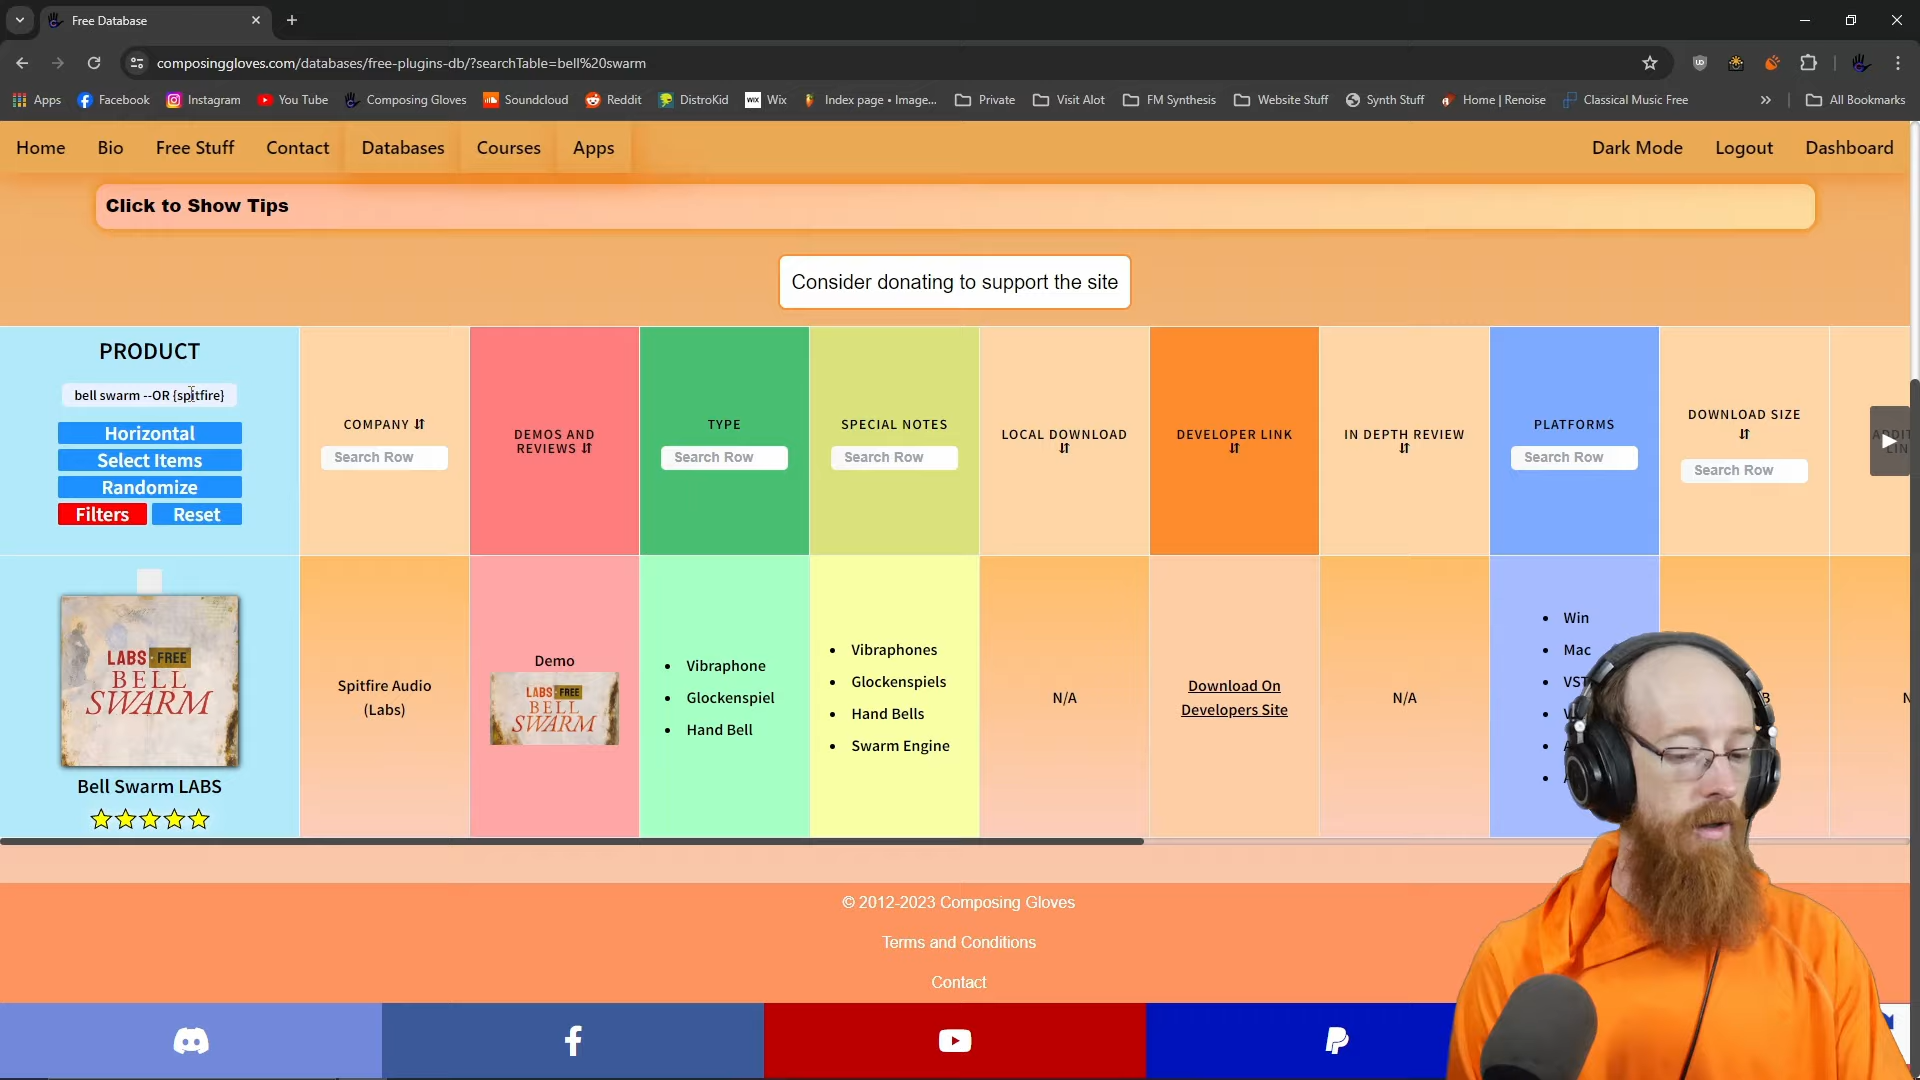 Free Database
composinggloves.com/databases/free-plugins-db/?searchTable=bell%20swarm
Apps Facebook Instagram You Tube Composing Gloves Soundcloud Reddit DistroKid WIX Wix Index page • Image... Private Visit Alot FM Synthesis Website Stuff Synth Stuff Home | Renoise Classical Music Free » All Bookmarks
Home Bio Free Stuff Contact Databases Courses Apps Dark Mode Logout Dashboard
Click to Show Tips
Consider donating to support the site
PRODUCT
bell swarm --OR {spitfire}
Horizontal
Select Items
Randomize
Filters Reset
COMPANY
Search Row
DEMOS AND
REVIEWS
TYPE
Search Row
SPECIAL NOTES
Search Row
LOCAL DOWNLOAD
DEVELOPER LINK
IN DEPTH REVIEW
PLATFORMS
Search Row
DOWNLOAD SIZE
Search Row
LABS FREE
BELL
SWARM
Bell Swarm LABS
Spitfire Audio
(Labs)
Demo
LABS FREE
BELL
SWARM
• Vibraphone
• Glockenspiel
• Hand Bell
• Vibraphones
• Glockenspiels
• Hand Bells
• Swarm Engine
N/A
Download On
Developers Site
N/A
• Win
• Mac
• VST
© 2012-2023 Composing Gloves
Terms and Conditions
Contact